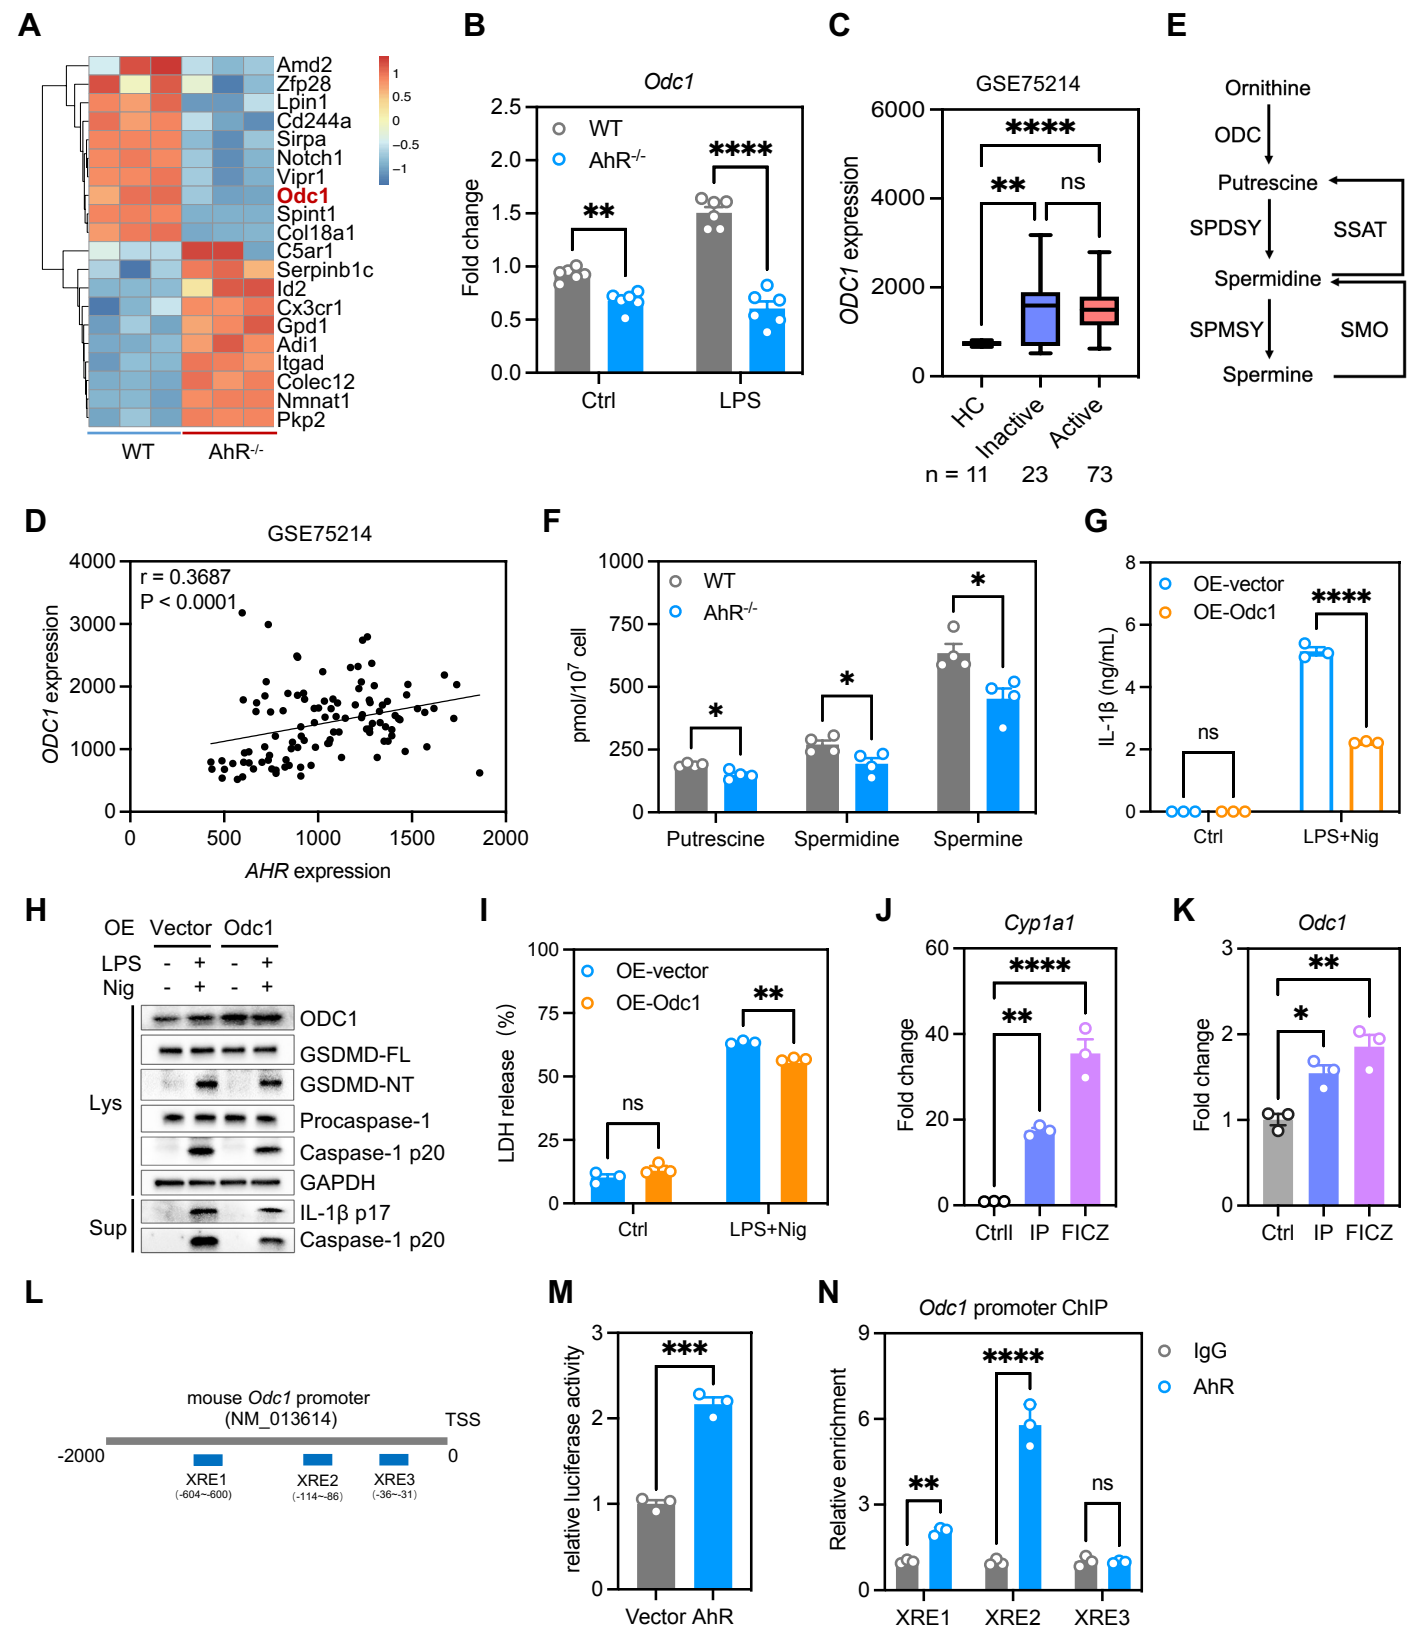 A
Amd2
Zfp28
Lpin1
Cd244a
Sirpa
Notch1
Vipr1
Odc1
Spint1
Col18a1
C5ar1
Serpinb1c
Id2
Cx3cr1
Gpd1
Adi1
Itgad
Colec12
Nmnat1
Pkp2
1
0.5
0
−0.5
−1
WT AhR-/-
B
Odc1
WT
AhR-/-
** ****
Fold change
2.5
2.0
1.5
1.0
0.5
0.0
Ctrl LPS
C
GSE75214
ODC1 expression
6000
4000
2000
0
****
** ns
HC Inactive Active
n = 11 23 73
E
Ornithine
ODC
Putrescine
SPDSY SSAT
Spermidine
SPMSY SMO
Spermine
D
GSE75214
r = 0.3687
P < 0.0001
ODC1 expression
4000
3000
2000
1000
0
0 500 1000 1500 2000
AHR expression
F
WT
AhR-/-
pmol/10⁷ cell
1000
750
500
250
0
* * *
Putrescine Spermidine Spermine
G
OE-vector
OE-Odc1
IL-1β (ng/mL)
8
6
4
2
0
ns ****
Ctrl LPS+Nig
H
OE Vector Odc1
LPS - + - +
Nig - + - +
Lys
ODC1
GSDMD-FL
GSDMD-NT
Procaspase-1
Caspase-1 p20
GAPDH
Sup
IL-1β p17
Caspase-1 p20
I
OE-vector
OE-Odc1
LDH release (%)
100
75
50
25
0
ns **
Ctrl LPS+Nig
J
Cyp1a1
Fold change
60
40
20
0
****
**
Ctrll IP FICZ
K
Odc1
Fold change
3
2
1
0
**
*
Ctrl IP FICZ
L
mouse Odc1 promoter
(NM_013614) TSS
-2000 0
XRE1 XRE2 XRE3
(-604~-600) (-114~-86) (-36~-31)
M
relative luciferase activity
3
2
1
0
***
Vector AhR
N
Odc1 promoter ChIP
IgG
AhR
Relative enrichment
9
6
3
0
** **** ns
XRE1 XRE2 XRE3